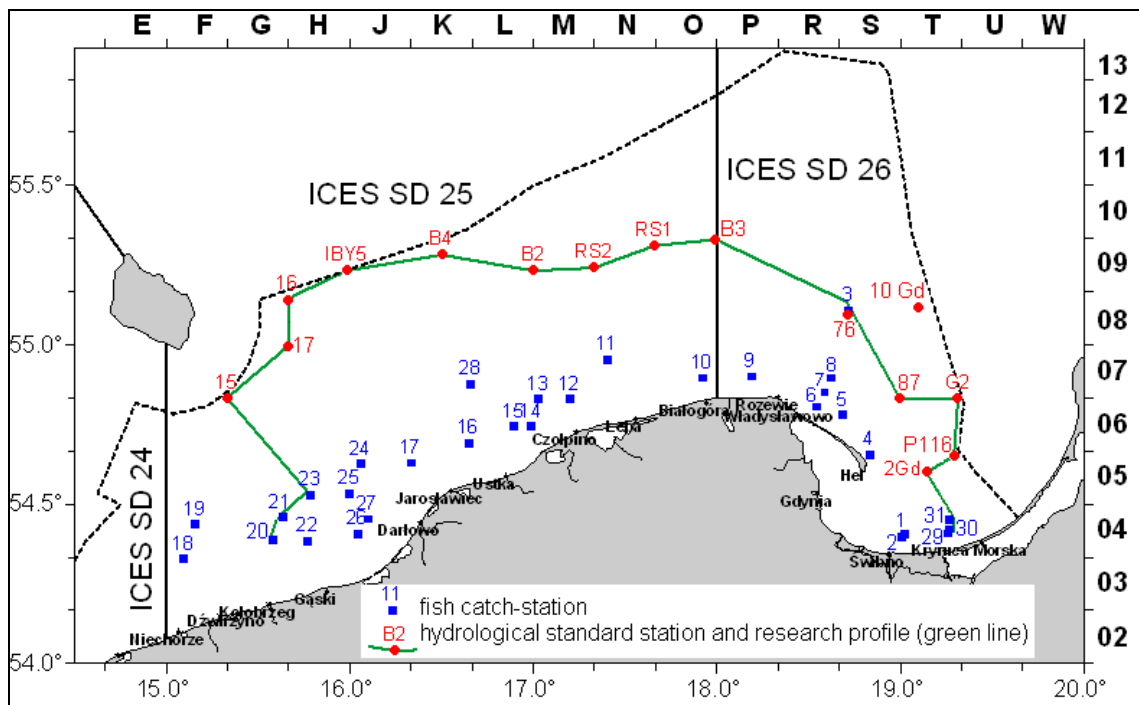 E F G H J K L M N O P R S T U W
13
12
55.5°
ICES SD 25
ICES SD 26
11
10
RS1
B3
B4
IBY5
B2
RS2
09
16
3
10 Gd
76
08
55.0°
17
11
28
10
9
8
7
07
15
13
12
6
5
87
G2
Białogóra
Rozewie
Władysławowo
15
14
Łeba
Czołpino
16
4
P116
06
24
17
Hel
2Gd
05
23
25
Ustka
54.5°
Jarosławiec
Gdynia
19
21
27
31
20
22
26
Darłowo
1
2
29
30
04
18
Krynica Morska
Świbno
ICES SD 24
03
Gąski
Kołobrzeg
Dźwirzyno
Niechorze
11
fish catch-station
B2
hydrological standard station and research profile (green line)
02
54.0°
15.0° 16.0° 17.0° 18.0° 19.0° 20.0°